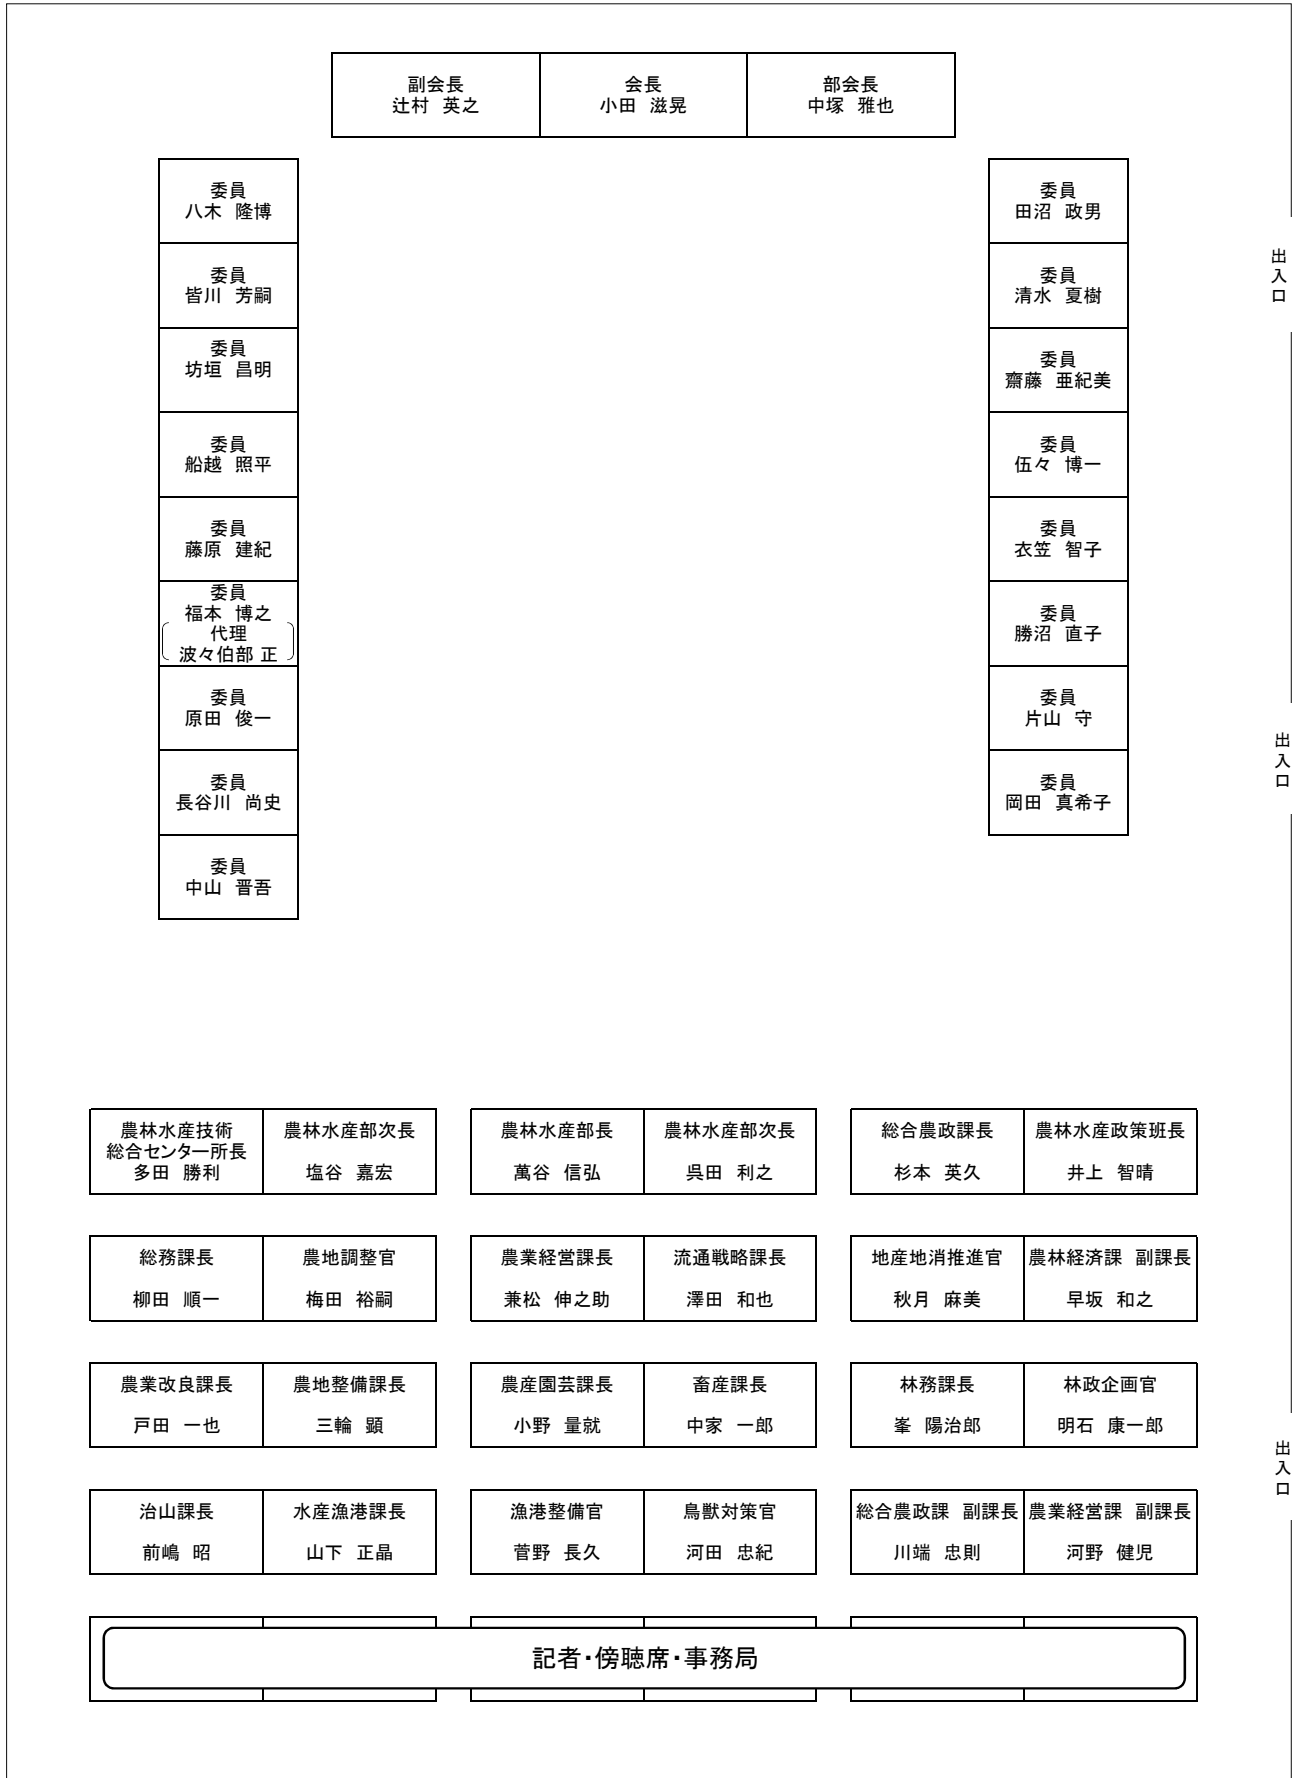 副会長
辻村 英之
会長
小田 滋晃
部会長
中塚 雅也
委員
八木 隆博
委員
皆川 芳嗣
委員
坊垣 昌明
委員
船越 照平
委員
藤原 建紀
委員
福本 博之
代理
波々伯部 正
委員
原田 俊一
委員
長谷川 尚史
委員
中山 晋吾
委員
田沼 政男
委員
清水 夏樹
委員
齋藤 亜紀美
委員
伍々 博一
委員
衣笠 智子
委員
勝沼 直子
委員
片山 守
委員
岡田 真希子
出入口
出入口
出入口
農林水産技術
総合センター所長
多田 勝利
農林水産部次長
塩谷 嘉宏
農林水産部長
萬谷 信弘
農林水産部次長
呉田 利之
総合農政課長
杉本 英久
農林水産政策班長
井上 智晴
総務課長
柳田 順一
農地調整官
梅田 裕嗣
農業経営課長
兼松 伸之助
流通戦略課長
澤田 和也
地産地消推進官
秋月 麻美
農林経済課 副課長
早坂 和之
農業改良課長
戸田 一也
農地整備課長
三輪 顕
農産園芸課長
小野 量就
畜産課長
中家 一郎
林務課長
峯 陽治郎
林政企画官
明石 康一郎
治山課長
前嶋 昭
水産漁港課長
山下 正晶
漁港整備官
菅野 長久
鳥獣対策官
河田 忠紀
総合農政課 副課長
川端 忠則
農業経営課 副課長
河野 健児
記者・傍聴席・事務局